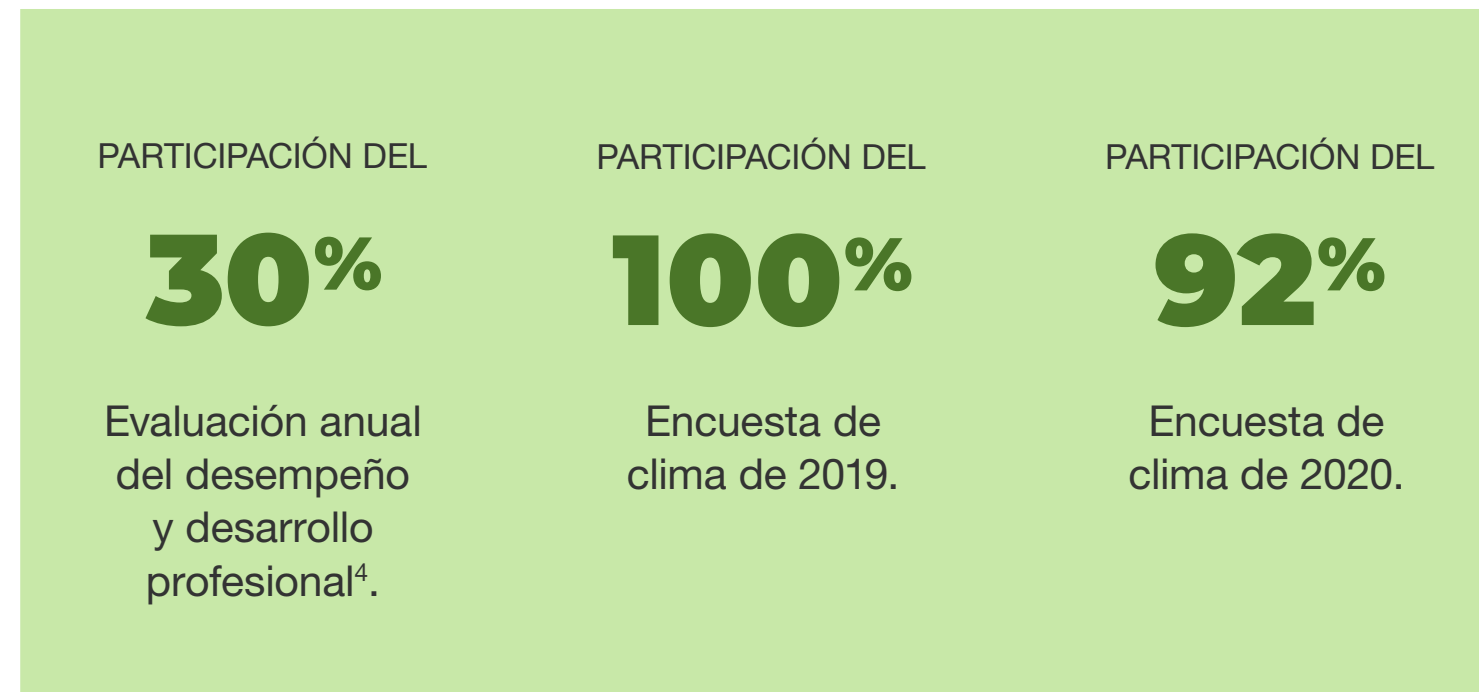 PARTICIPACIÓN DEL
30%
Evaluación anual
del desempeño
y desarrollo
profesional⁴.
PARTICIPACIÓN DEL
100%
Encuesta de
clima de 2019.
PARTICIPACIÓN DEL
92%
Encuesta de
clima de 2020.